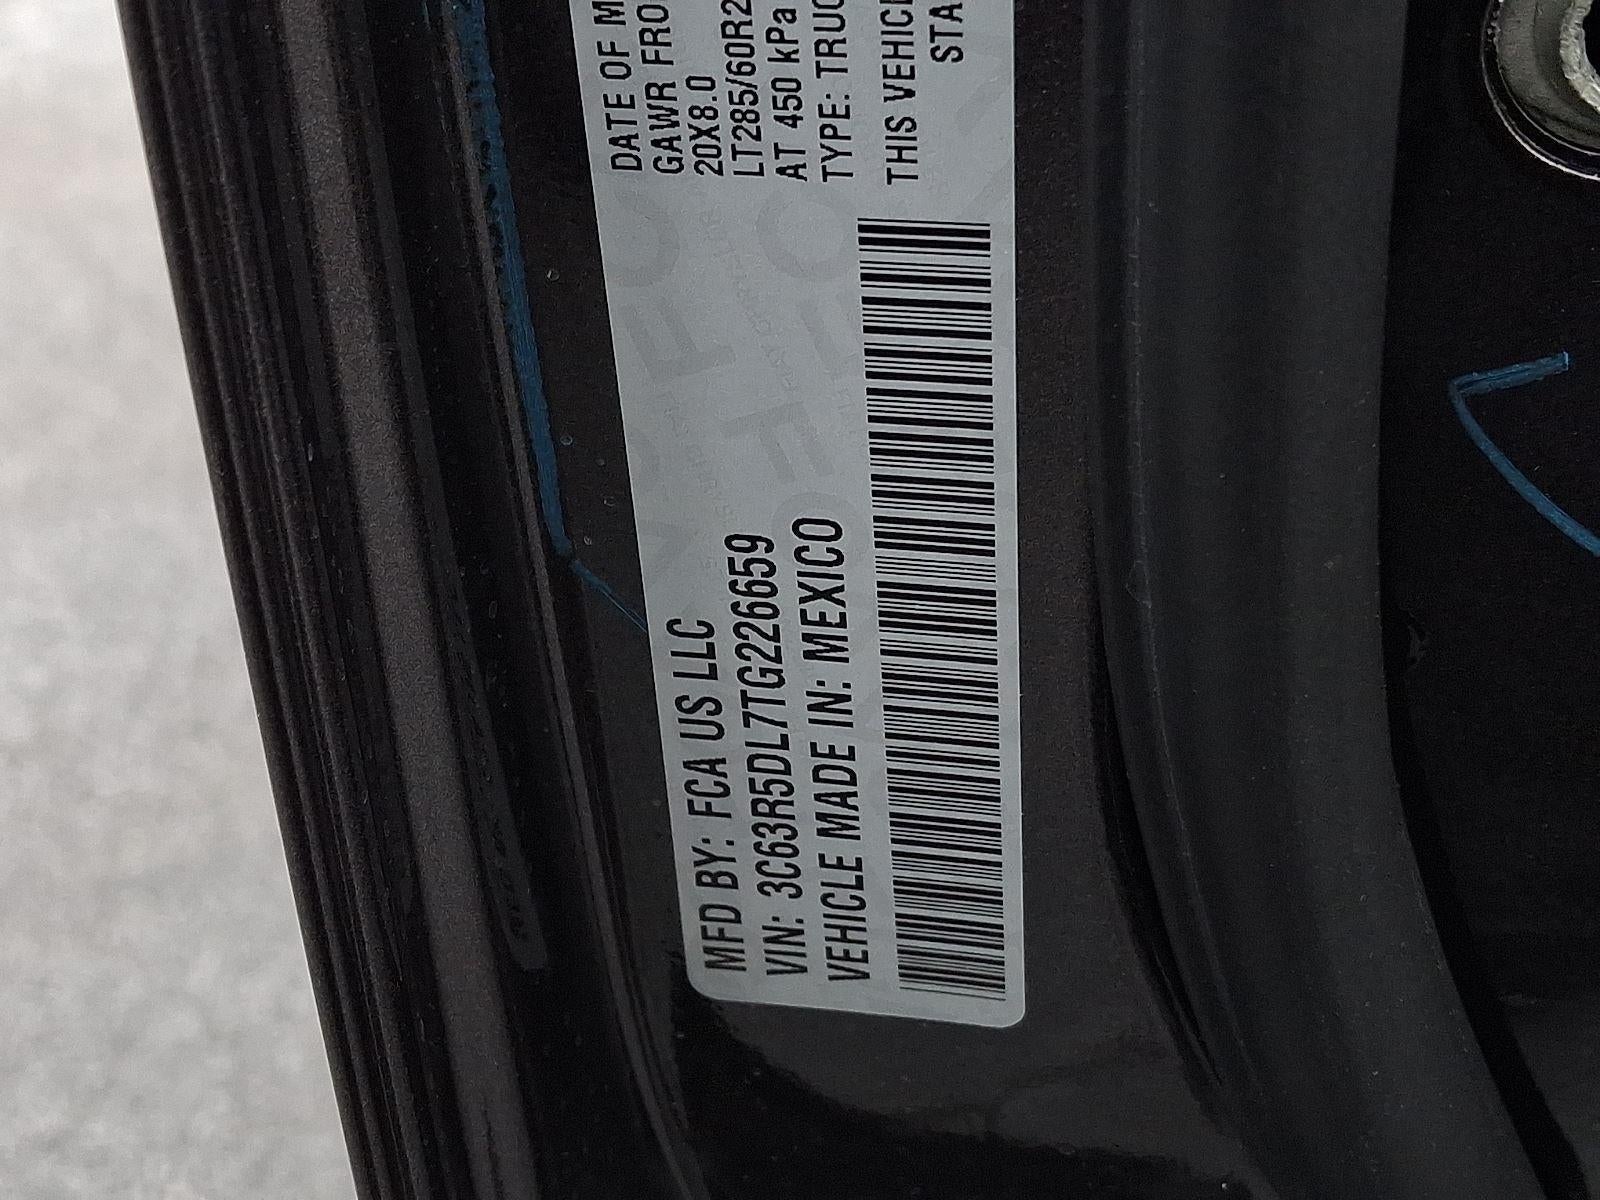 MFD BY: FCA US LLC
VIN: 3C63R5DL7TG226659
VEHICLE MADE IN: MEXICO
DATE OF M
GAWR FRO
20X8.0
LT285/60R2
AT 450 kPa
TYPE: TRUC
THIS VEHICL
STA